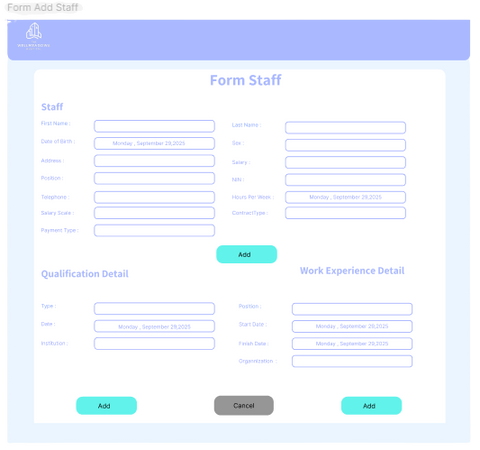 Form Add Staff
Form Staff
Staff
First Name :
Last Name :
Date of Birth : Monday , September 29,2025
Sex :
Address :
Salary :
Position :
NIN :
Telephone :
Hours Per Week : Monday , September 29,2025
Salary Scale :
ContractType :
Payment Type :
Add
Qualification Detail
Work Experience Detail
Type :
Position :
Date : Monday , September 29,2025
Start Date : Monday , September 29,2025
Institution :
Finish Date : Monday , September 29,2025
Organnization :
Add
Cancel
Add